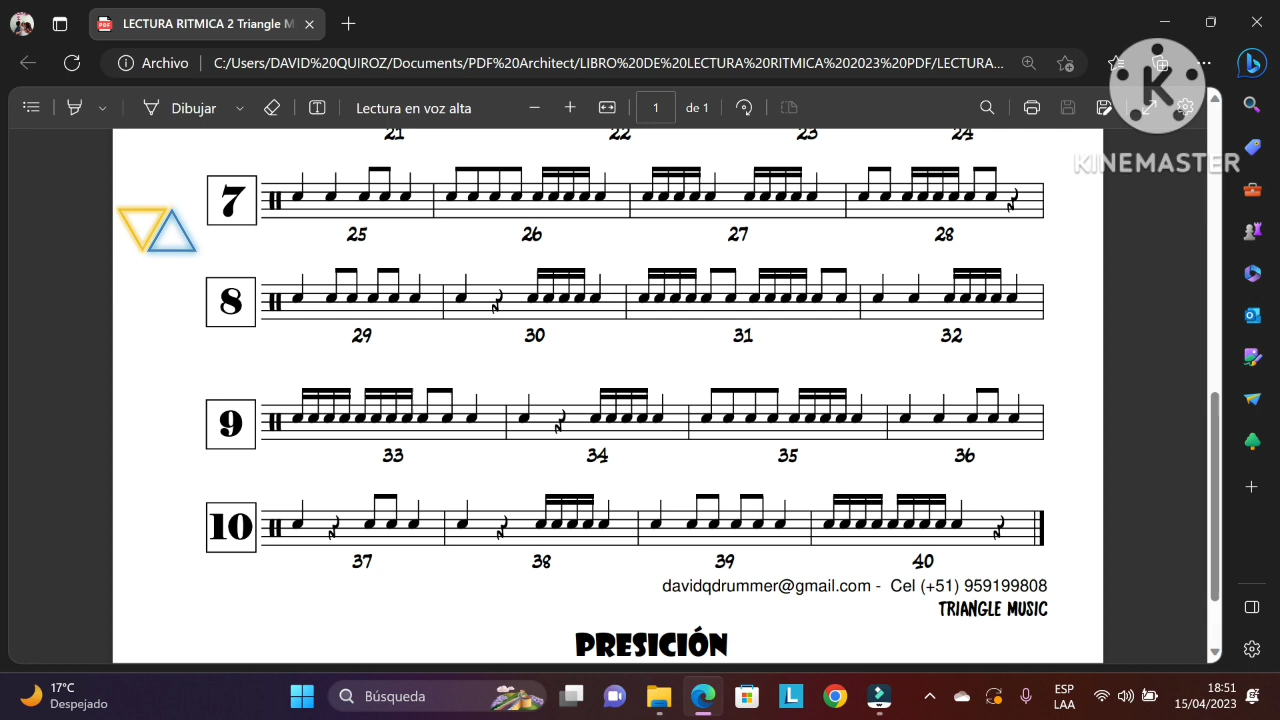 LECTURA RITMICA 2 Triangle M
Archivo
C:/Users/DAVID%20QUIROZ/Documents/PDF%20Architect/LIBRO%20DE%20LECTURA%20RITMICA%202023%20PDF/LECTURA...
Dibujar
Lectura en voz alta
1 de 1
KINEMASTER
21 22 23 24
7
25 26 27 28
8
29 30 31 32
9
33 34 35 36
10
37 38 39 40
davidqdrummer@gmail.com - Cel (+51) 959199808
TRIANGLE MUSIC
PRESICIÓN
17°C
Despejado
Búsqueda
ESP
LAA
18:51
15/04/2023